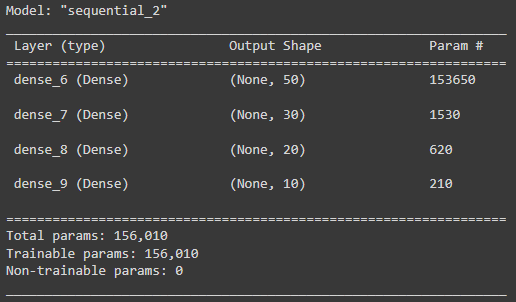 Model: "sequential_2"
Layer (type) Output Shape Param #
dense_6 (Dense) (None, 50) 153650
dense_7 (Dense) (None, 30) 1530
dense_8 (Dense) (None, 20) 620
dense_9 (Dense) (None, 10) 210
Total params: 156,010
Trainable params: 156,010
Non-trainable params: 0